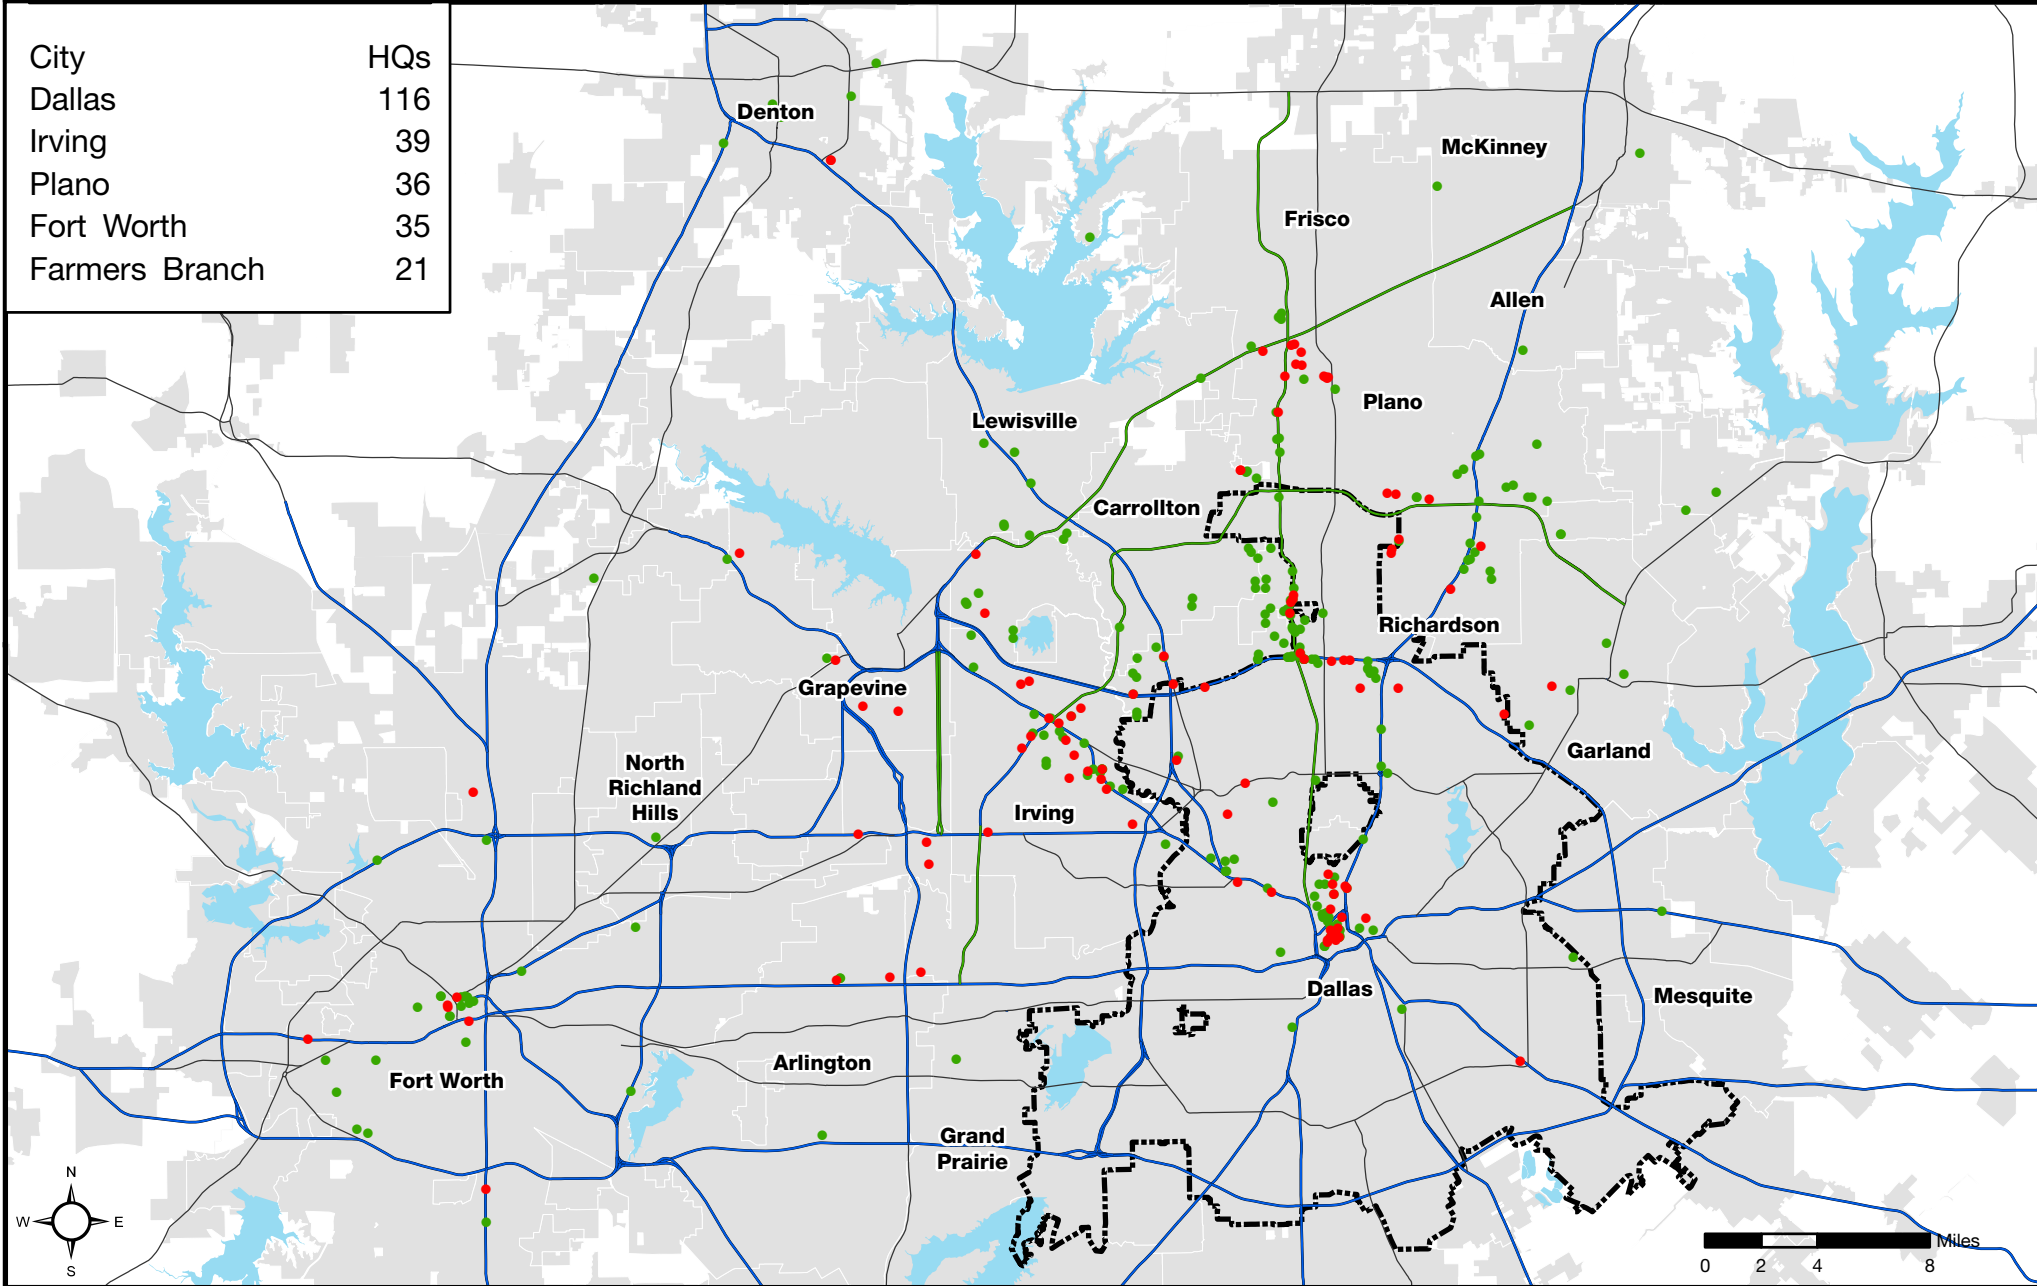 City HQs
Dallas 116
Irving 39
Plano 36
Fort Worth 35
Farmers Branch 21
Denton
McKinney
Frisco
Allen
Plano
Lewisville
Carrollton
Richardson
Grapevine
Garland
North
Richland
Hills
Irving
Dallas
Mesquite
Arlington
Fort Worth
Grand
Prairie
N
W E
S
Miles
0 2 4 8